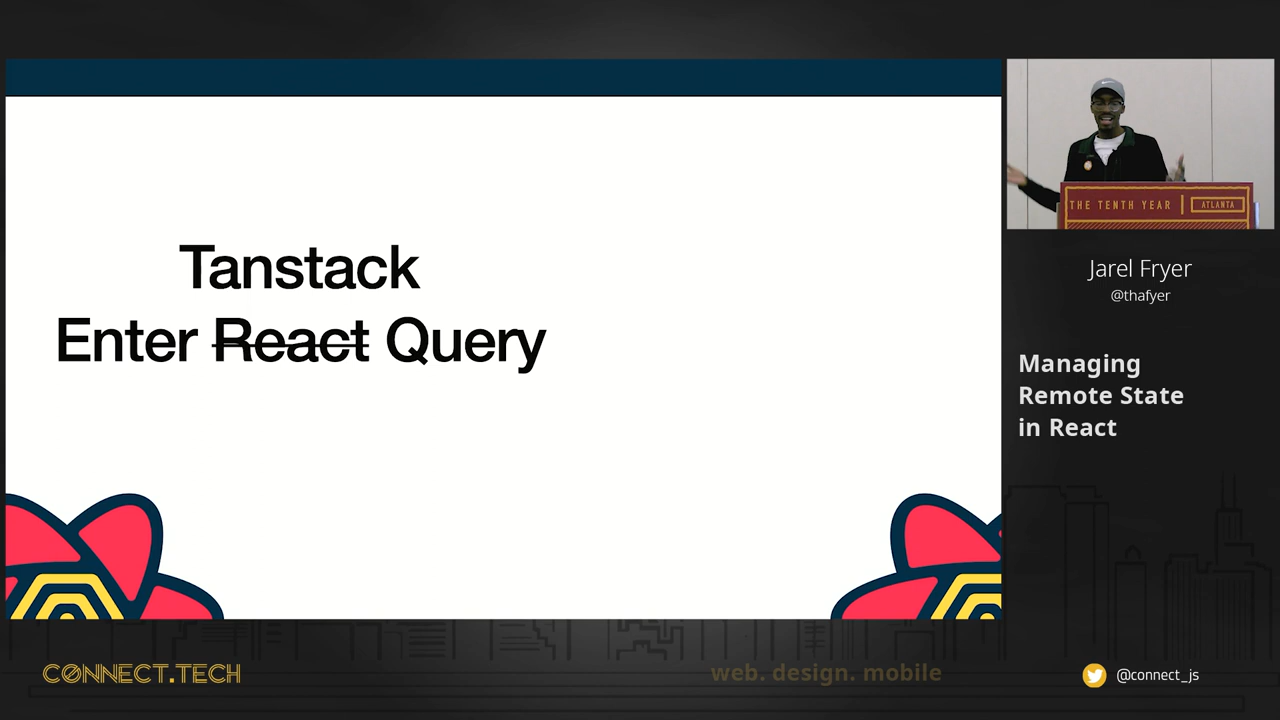 Tanstack
Enter React Query
THE TENTH YEAR | ATLANTA
Jarel Fryer
@thafyer
Managing
Remote State
in React
CONNECT.TECH
web. design. mobile
@connect_js